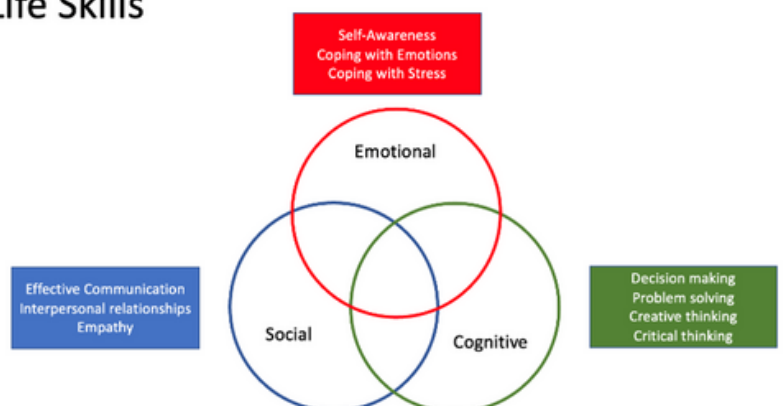 Life Skills
Self-Awareness
Coping with Emotions
Coping with Stress
Emotional
Effective Communication
Interpersonal relationships
Empathy
Social
Cognitive
Decision making
Problem solving
Creative thinking
Critical thinking